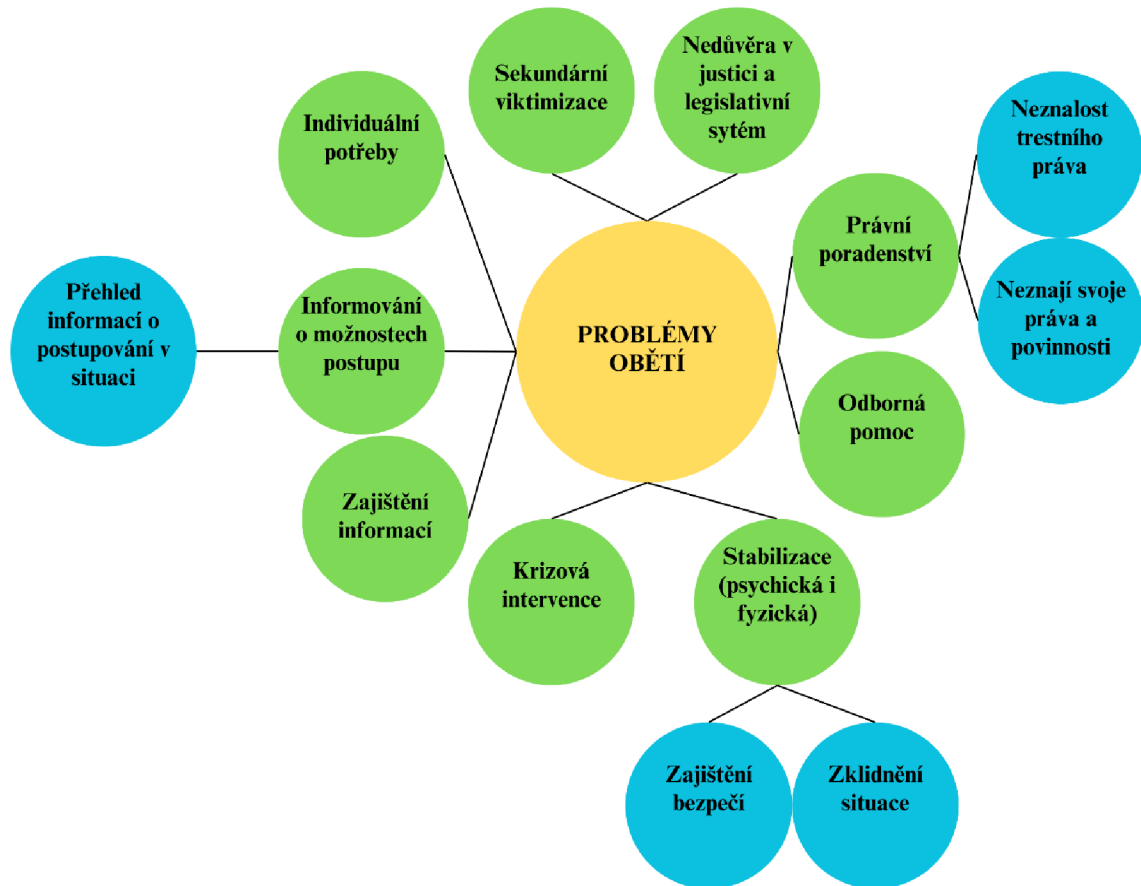 Sekundární
viktimizace
Nedůvěra v
justici a
legislativní
sytém
Individuální
potřeby
Neznalost
trestního
práva
Právní
poradenství
Přehled
informací o
postupování v
situaci
Informování
o možnostech
postupu
PROBLÉMY
OBĚTÍ
Neznají svoje
práva a
povinnosti
Odborná
pomoc
Zajištění
informací
Krizová
intervence
Stabilizace
(psychická i
fyzická)
Zajištění
bezpečí
Zklidnění
situace